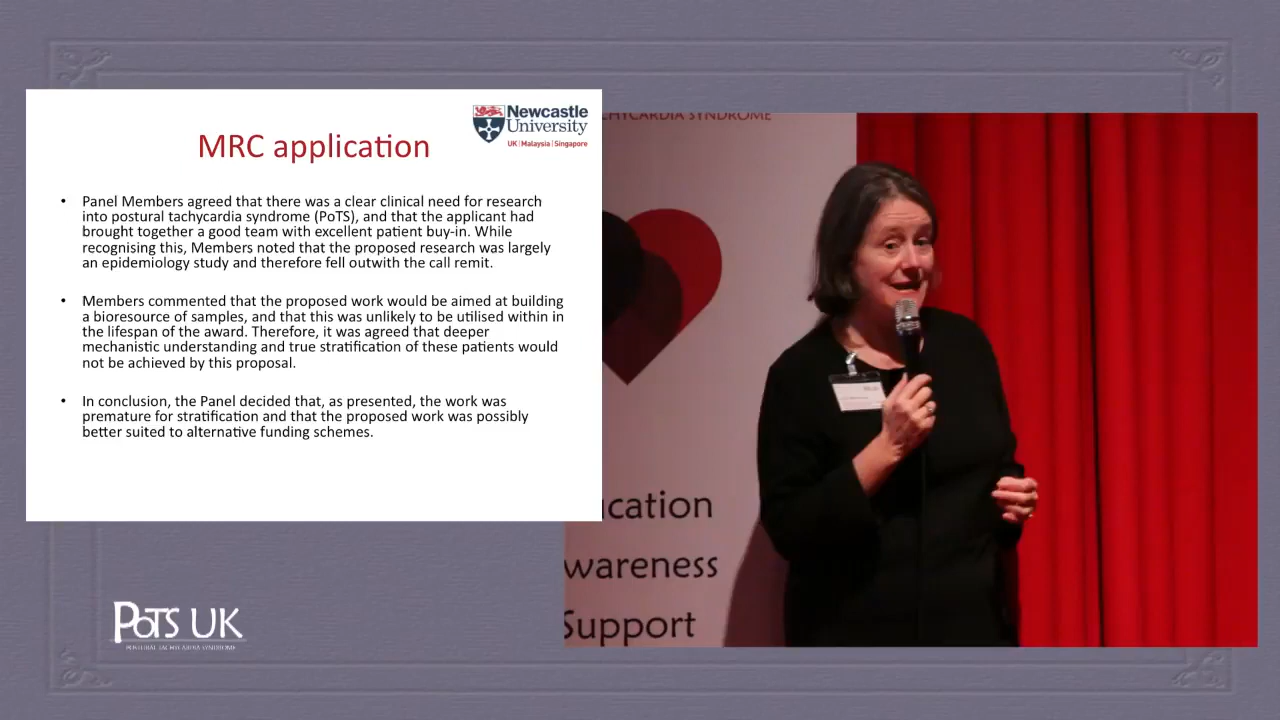 Newcastle
University
UK | Malaysia | Singapore
MRC application
• Panel Members agreed that there was a clear clinical need for research
into postural tachycardia syndrome (PoTS), and that the applicant had
brought together a good team with excellent patient buy-in. While
recognising this, Members noted that the proposed research was largely
an epidemiology study and therefore fell outwith the call remit.
• Members commented that the proposed work would be aimed at building
a bioresource of samples, and that this was unlikely to be utilised within in
the lifespan of the award. Therefore, it was agreed that deeper
mechanistic understanding and true stratification of these patients would
not be achieved by this proposal.
• In conclusion, the Panel decided that, as presented, the work was
premature for stratification and that the proposed work was possibly
better suited to alternative funding schemes.
CHYCARDIA SYNDROME
cation
wareness
Support
PoTS UK
POSTURAL TACHYCARDIA SYNDROME